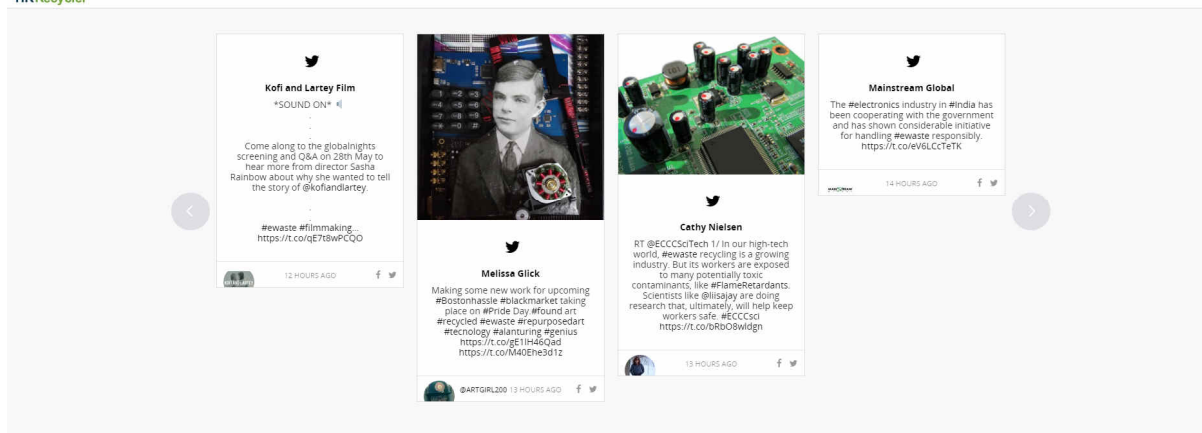 Kofi and Lartey Film
*SOUND ON*
.
.
.
Come along to the globalnights
screening and Q&A on 28th May to
hear more from director Sasha
Rainbow about why she wanted to tell
the story of @kofiandlartey.
.
.
#ewaste #filmmaking...
https://t.co/qE7t8wPCQO
12 HOURS AGO
Melissa Glick
Making some new work for upcoming
#Bostonhassle #blackmarket taking
place on #Pride Day.#found art
#recycled #ewaste #repurposedart
#tecnology #alanturing #genius
https://t.co/gE1lH46Qad
https://t.co/M40Ehe3d1z
@ARTGIRL200 13 HOURS AGO
Cathy Nielsen
RT @ECCCSciTech 1/ In our high-tech
world, #ewaste recycling is a growing
industry. But its workers are exposed
to many potentially toxic
contaminants, like #FlameRetardants.
Scientists like @liisajay are doing
research that, ultimately, will help keep
workers safe. #ECCCsci
https://t.co/bRbO8wldgn
13 HOURS AGO
Mainstream Global
The #electronics industry in #India has
been cooperating with the government
and has shown considerable initiative
for handling #ewaste responsibly.
https://t.co/eV6LCcTeTK
14 HOURS AGO